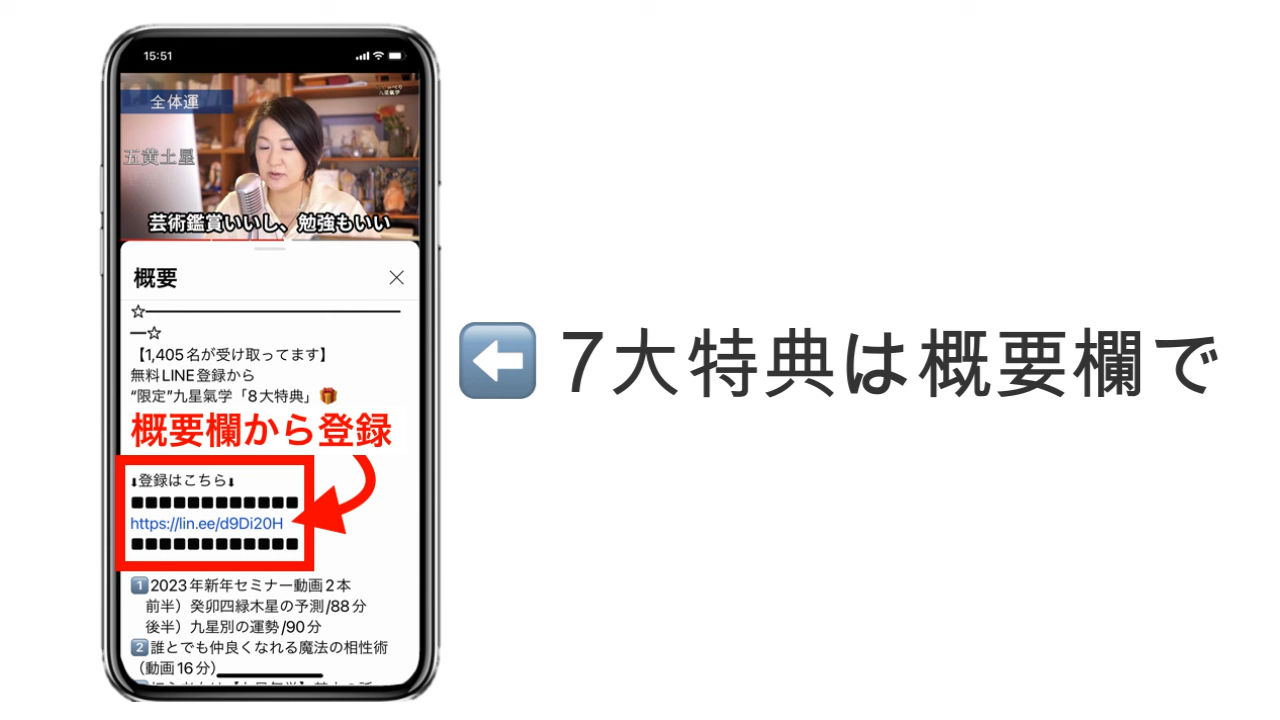 15:51
全体運
九星氣学
五黄土星
芸術鑑賞いいし、勉強もいい
概要
☆━━━━━━━━━━━━━━━━
━☆
【1,405名が受け取ってます】
無料LINE登録から
“限定”九星氣学「8大特典」🎁
概要欄から登録
⬇登録はこちら⬇
■■■■■■■■■■■■
https://lin.ee/d9Di20H
■■■■■■■■■■■■
1️⃣2023年新年セミナー動画2本
前半）癸卯四緑木星の予測/88分
後半）九星別の運勢/90分
2️⃣誰とでも仲良くなれる魔法の相性術
（動画16分）
⬅️7大特典は概要欄で